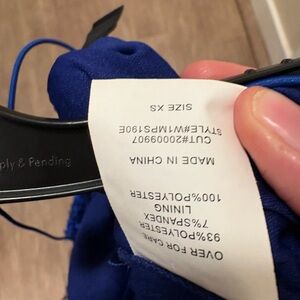 ply & Pending
SIZE XS
STYLE#W1MPS190E
CUT#20009907
MADE IN CHINA
100%POLYESTER
LINING
7%SPANDEX
93%POLYESTER
OVER FOR CARE